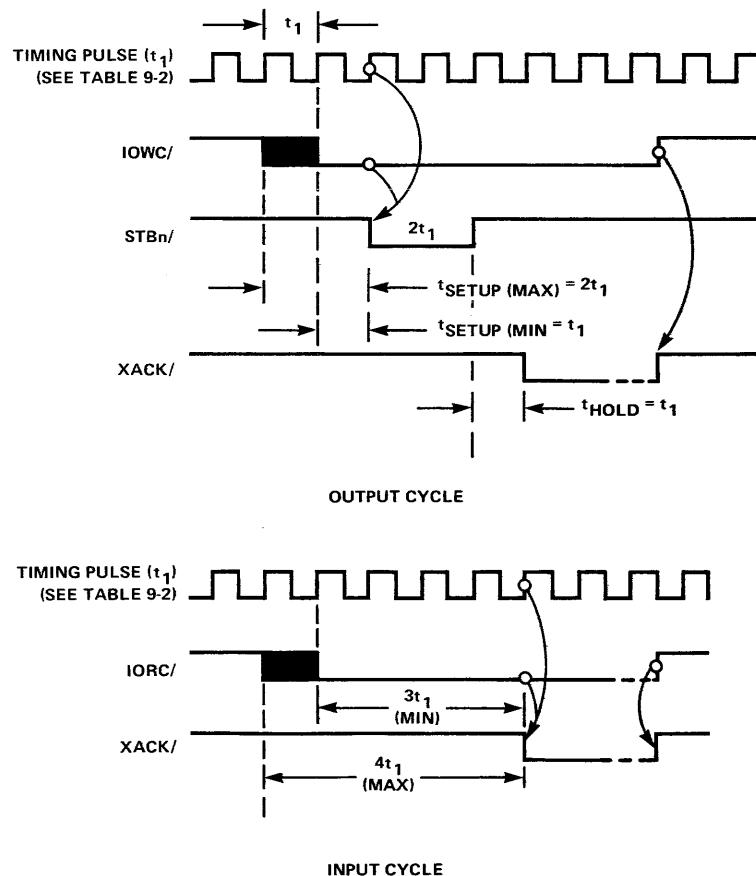 t1
TIMING PULSE (t1)
(SEE TABLE 9-2)
IOWC/
STBn/
2t1
tSETUP (MAX) = 2t1
tSETUP (MIN = t1
XACK/
tHOLD = t1
OUTPUT CYCLE
TIMING PULSE (t1)
(SEE TABLE 9-2)
IORC/
3t1
(MIN)
XACK/
4t1
(MAX)
INPUT CYCLE